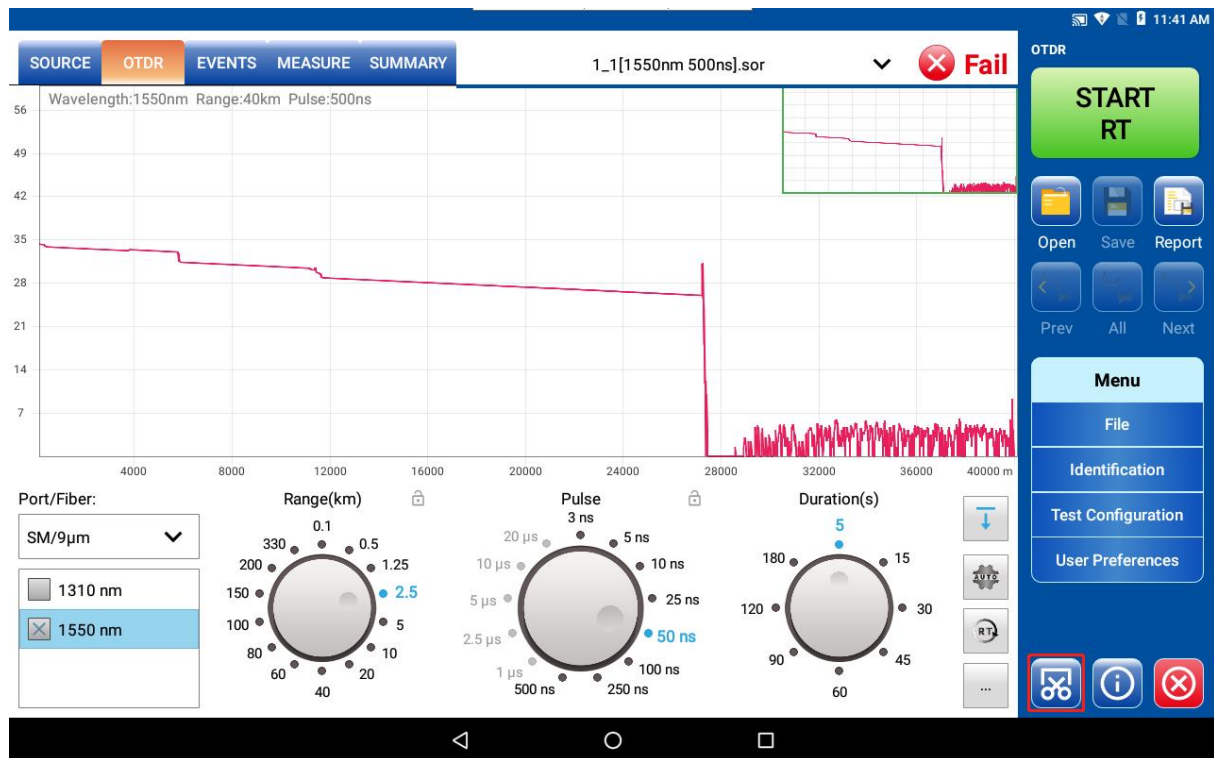 11:41 AM
SOURCE OTDR EVENTS MEASURE SUMMARY
1_1[1550nm 500ns].sor
Fail
Wavelength:1550nm Range:40km Pulse:500ns
56
49
42
35
28
21
14
7
4000 8000 12000 16000 20000 24000 28000 32000 36000 40000 m
Port/Fiber:
SM/9μm
1310 nm
1550 nm
Range(km)
0.1
0.5
1.25
2.5
5
10
20
40
60
80
100
150
200
330
Pulse
3 ns
5 ns
10 ns
25 ns
50 ns
100 ns
250 ns
500 ns
1 μs
2.5 μs
5 μs
10 μs
20 μs
Duration(s)
5
15
30
45
60
90
120
180
AUTO
RT
...
OTDR
START
RT
Open Save Report
Prev All Next
Menu
File
Identification
Test Configuration
User Preferences